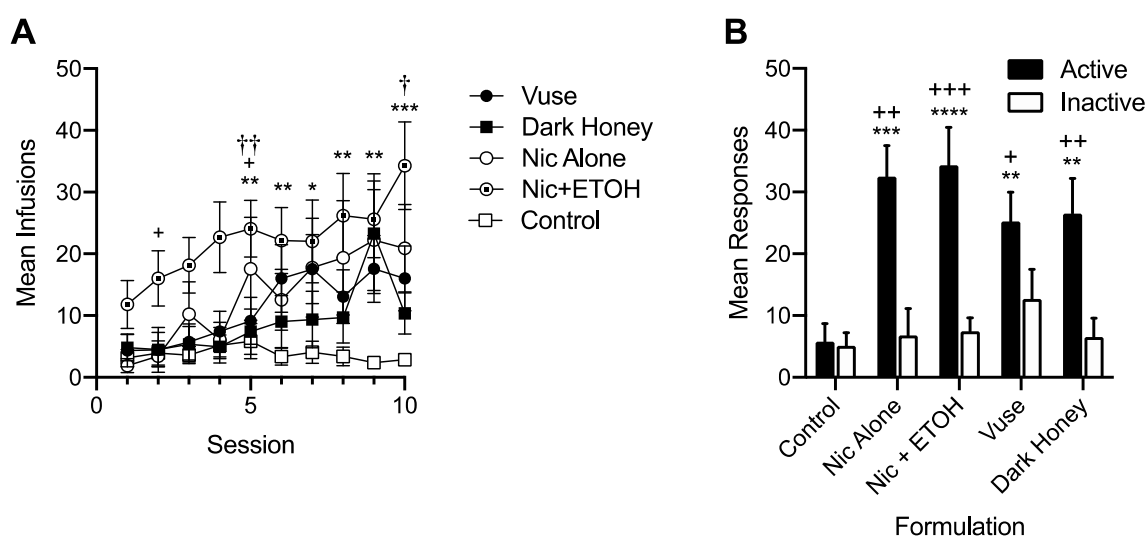 A
50
40
30
20
10
0
Mean Infusions
0
5
10
Session
+
††
+
**
**
*
**
**
†
***
Vuse
Dark Honey
Nic Alone
Nic+ETOH
Control
B
50
40
30
20
10
0
Mean Responses
++
***
+++
****
+
**
++
**
Active
Inactive
Control
Nic Alone
Nic + ETOH
Vuse
Dark Honey
Formulation